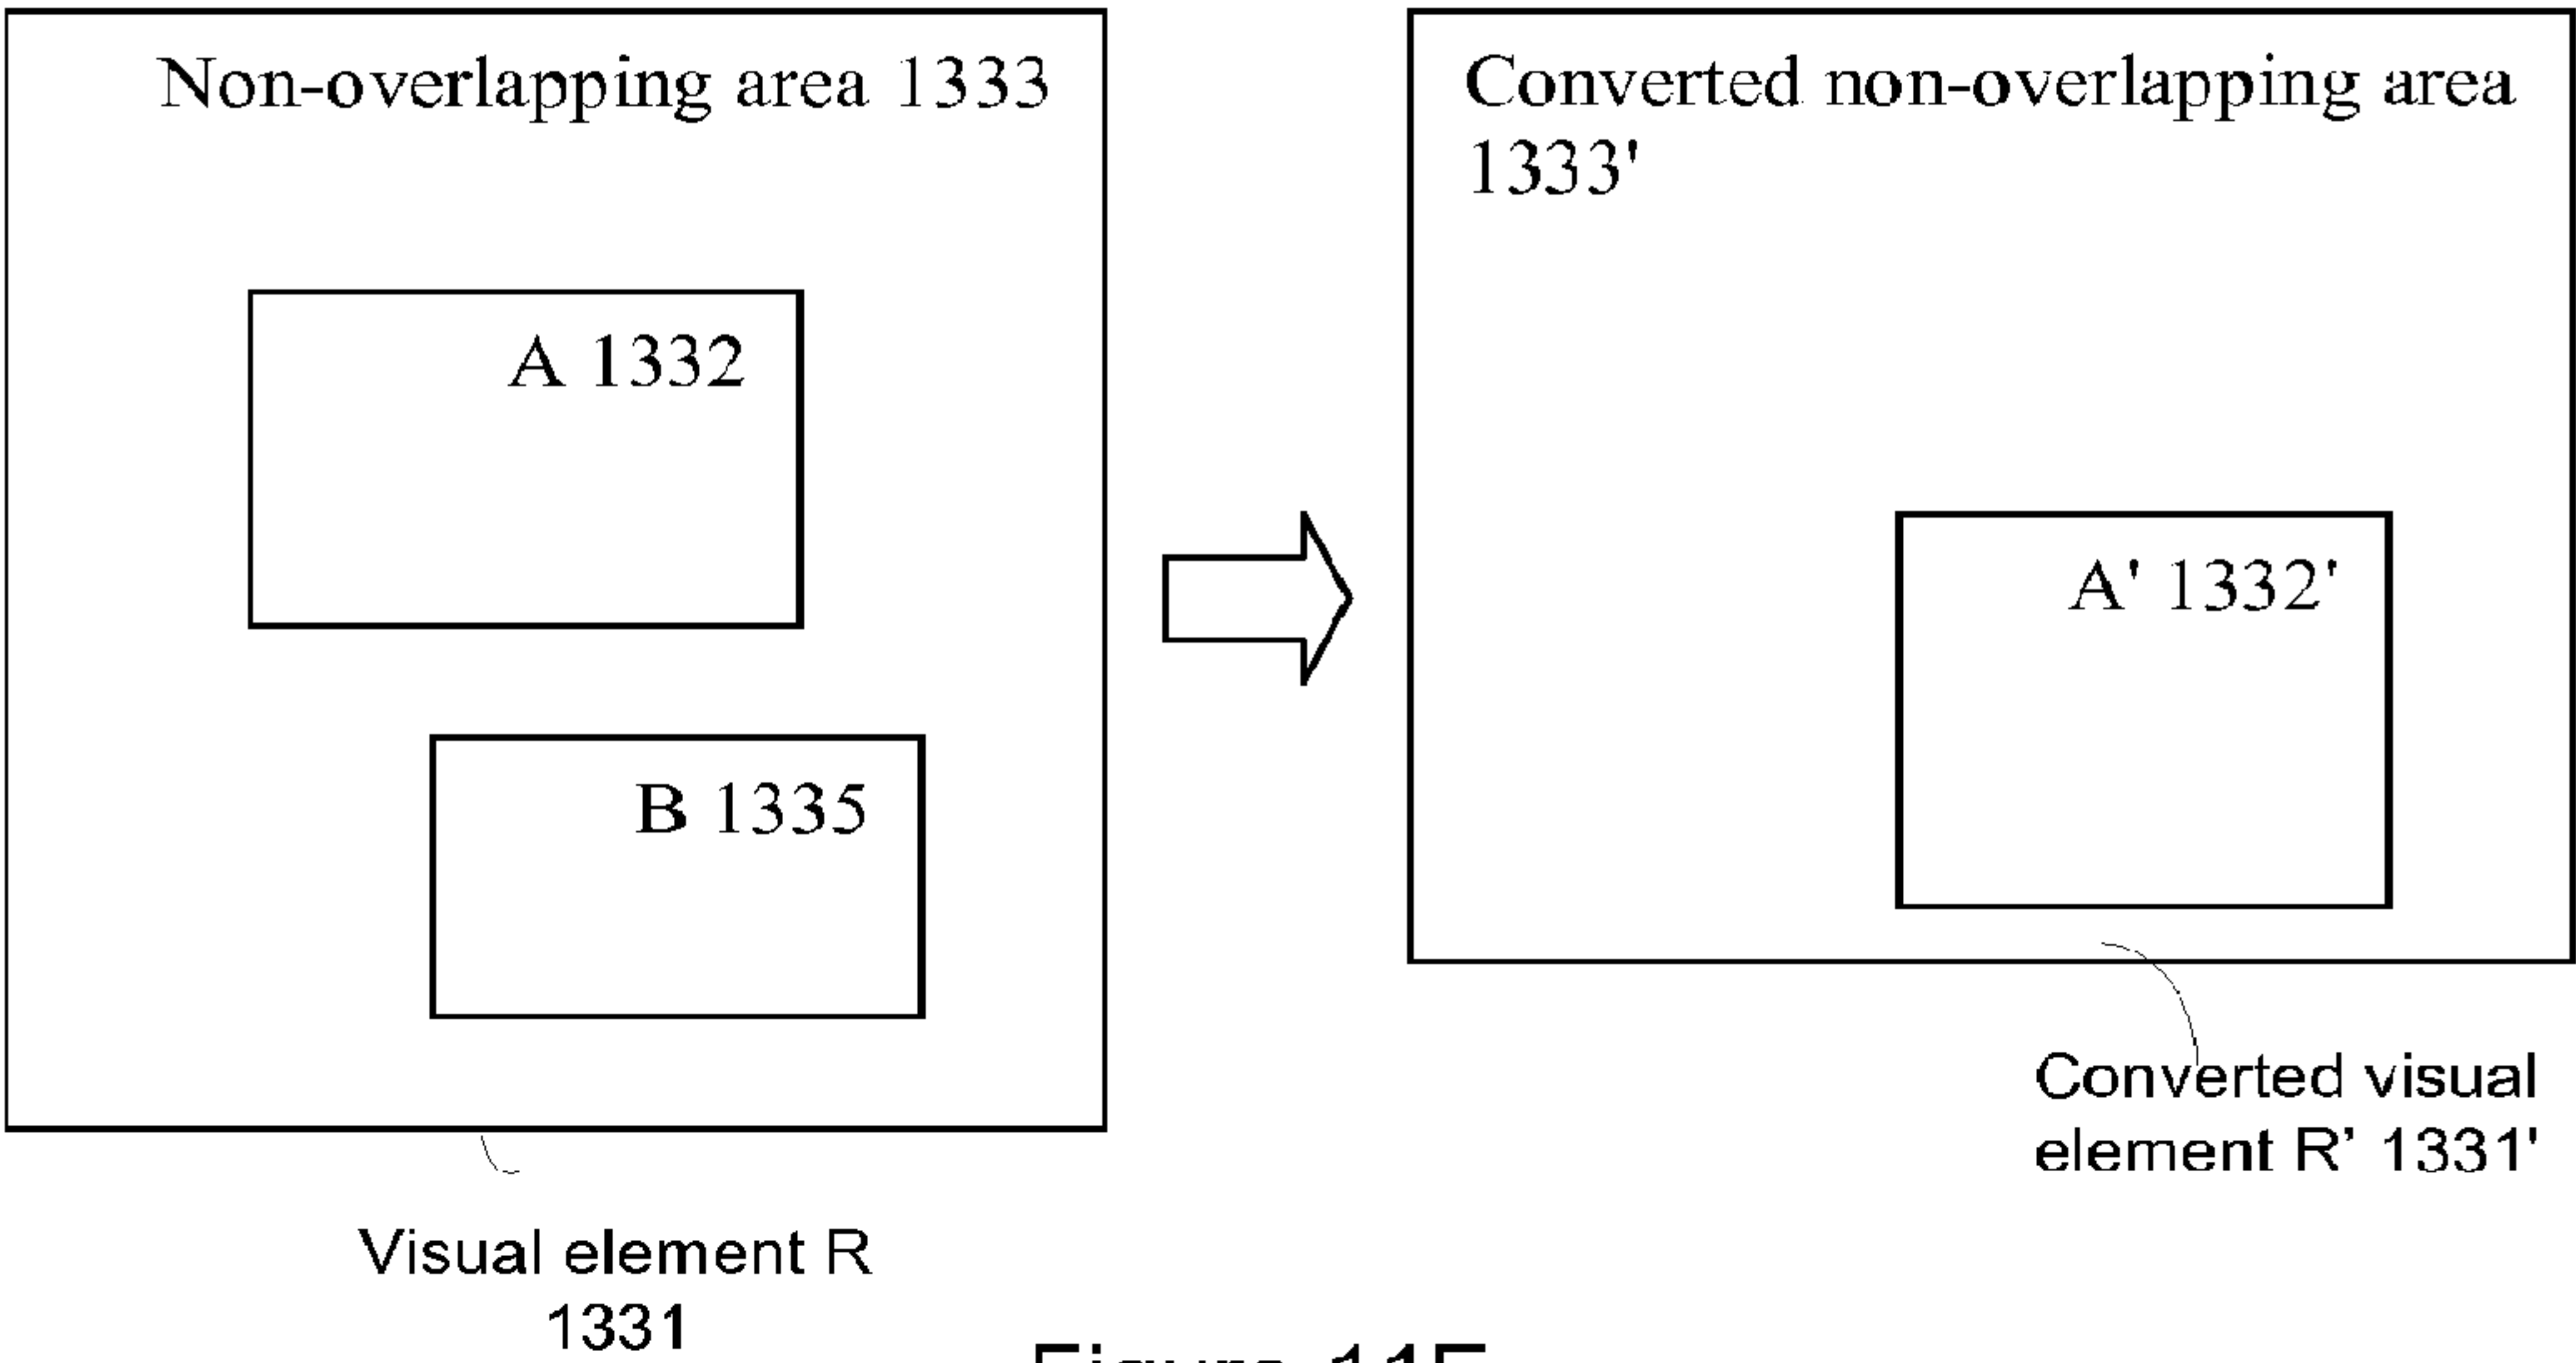 Non-overlapping area 1333
A 1332
B 1335
Visual element R
1331
Converted non-overlapping area
1333'
A' 1332'
Converted visual
element R’ 1331'